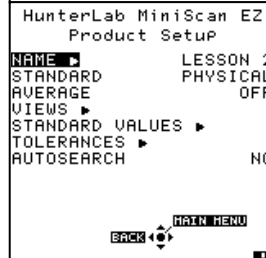 HunterLab MiniScan EZ
Product Setup
NAME ▶ LESSON 2
STANDARD PHYSICAL
AVERAGE OFF
VIEWS ▶
STANDARD VALUES ▶
TOLERANCES ▶
AUTOSEARCH NO
MAIN MENU
BACK